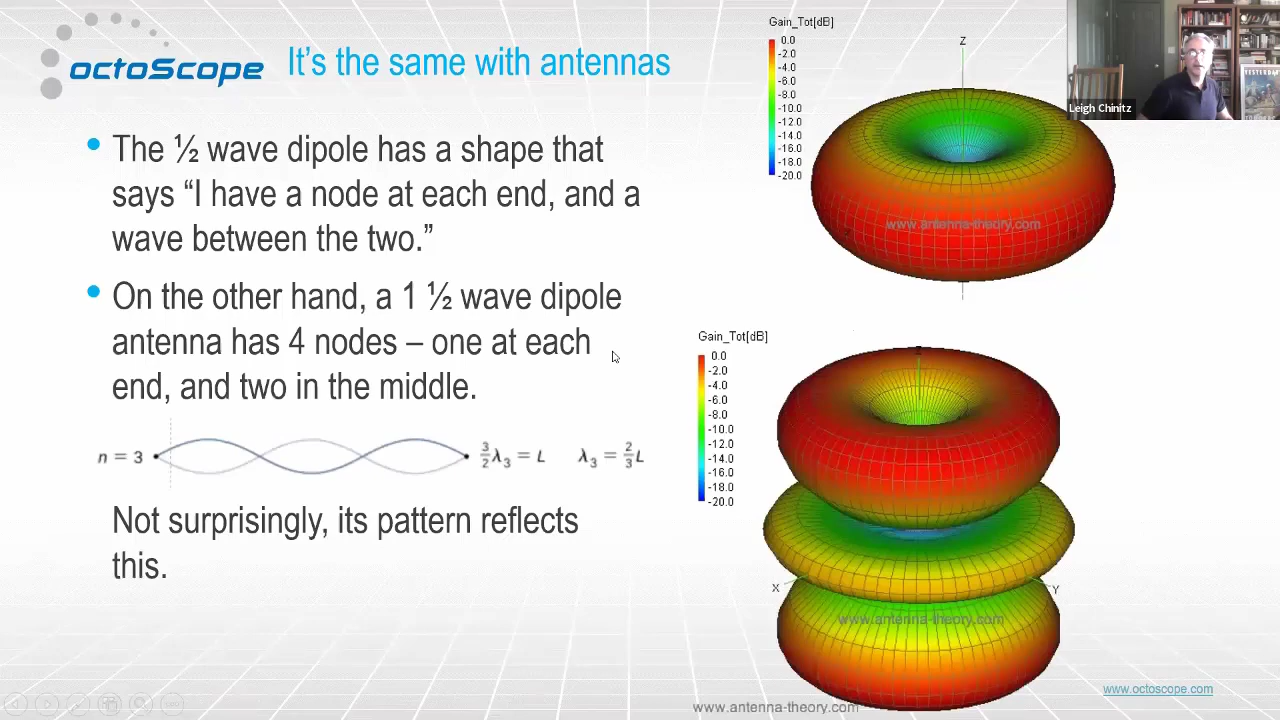 octoScope
It's the same with antennas
• The ½ wave dipole has a shape that
says “I have a node at each end, and a
wave between the two.”
• On the other hand, a 1 ½ wave dipole
antenna has 4 nodes – one at each
end, and two in the middle.
n = 3
3/2 λ₃ = L
λ₃ = 2/3 L
Not surprisingly, its pattern reflects
this.
Gain_Tot[dB]
0.0
-2.0
-4.0
-6.0
-8.0
-10.0
-12.0
-14.0
-16.0
-18.0
-20.0
Z
www.antenna-theory.com
Leigh Chinitz
YESTERDAY
Gain_Tot[dB]
0.0
-2.0
-4.0
-6.0
-8.0
-10.0
-12.0
-14.0
-16.0
-18.0
-20.0
Z
X
Y
www.antenna-theory.com
www.octoscope.com
www.antenna-theory.com